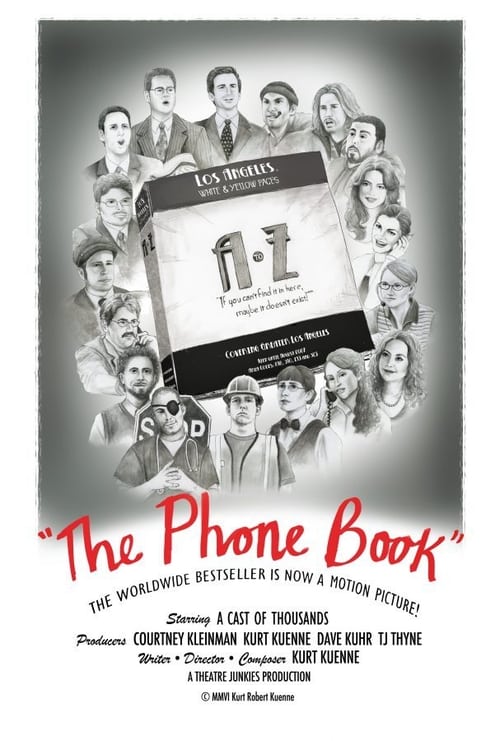 LOS ANGELES
WHITE & YELLOW PAGES
A TO Z
"If you can't find it in here,
maybe it doesn't exist!"
COVERING GREATER LOS ANGELES
STOP
"The Phone Book"
THE WORLDWIDE BESTSELLER IS NOW A MOTION PICTURE!
Starring A CAST OF THOUSANDS
Producers COURTNEY KLEINMAN KURT KUENNE DAVE KUHR TJ THYNE
Writer • Director • Composer KURT KUENNE
A THEATRE JUNKIES PRODUCTION
© MMVI Kurt Robert Kuenne